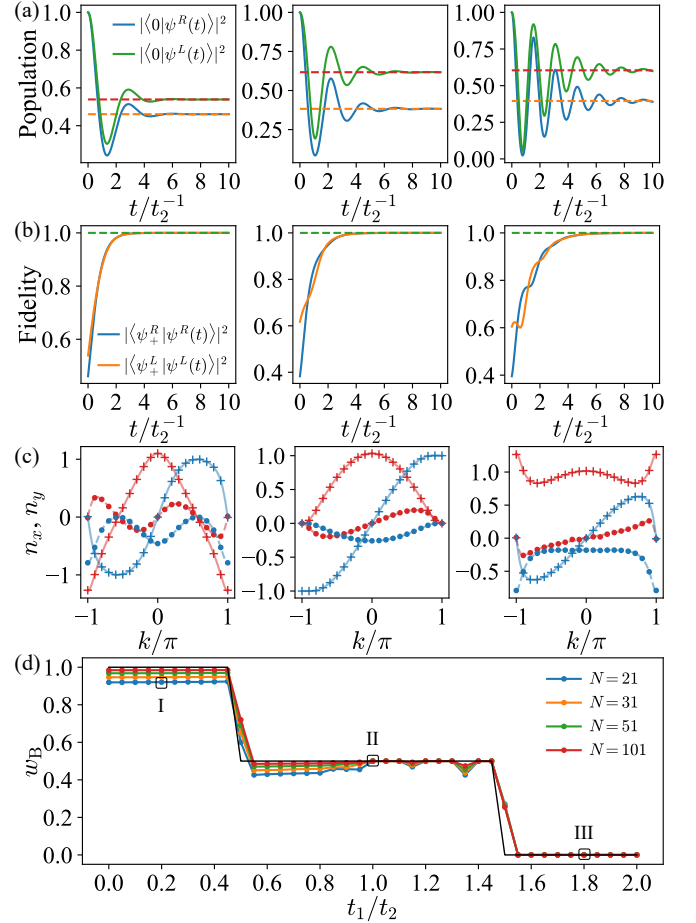 (a)
Population
|⟨0|ψ^R(t)⟩|²
|⟨0|ψ^L(t)⟩|²
1.0
0.8
0.6
0.4
0 2 4 6 8 10
t/t₂⁻¹
1.00
0.75
0.50
0.25
0 2 4 6 8 10
t/t₂⁻¹
1.00
0.75
0.50
0.25
0.00
0 2 4 6 8 10
t/t₂⁻¹
(b)
Fidelity
1.0
0.8
0.6
|⟨ψ₊^R|ψ^R(t)⟩|²
|⟨ψ₊^L|ψ^L(t)⟩|²
0 2 4 6 8 10
t/t₂⁻¹
1.0
0.8
0.6
0.4
0 2 4 6 8 10
t/t₂⁻¹
1.0
0.8
0.6
0.4
0 2 4 6 8 10
t/t₂⁻¹
(c)
n_x, n_y
1
0
−1
−1 0 1
k/π
1.0
0.5
0.0
−0.5
−1.0
−1 0 1
k/π
1.0
0.5
0.0
−0.5
−1 0 1
k/π
(d)
w_B
1.0
0.8
0.6
0.4
0.2
0.0
I
II
III
N = 21
N = 31
N = 51
N = 101
0.0 0.2 0.4 0.6 0.8 1.0 1.2 1.4 1.6 1.8 2.0
t₁/t₂